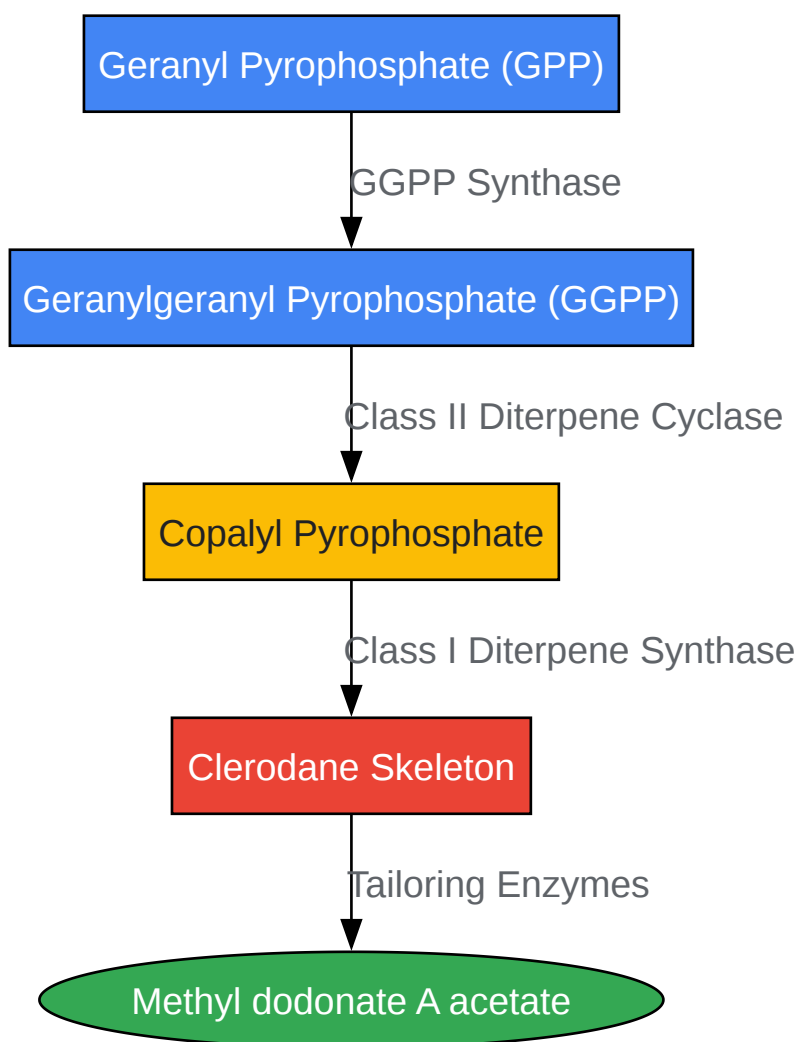 Geranyl Pyrophosphate (GPP)
GGPP Synthase
Geranylgeranyl Pyrophosphate (GGPP)
Class II Diterpene Cyclase
Copalyl Pyrophosphate
Class I Diterpene Synthase
Clerodane Skeleton
Tailoring Enzymes
Methyl dodonate A acetate